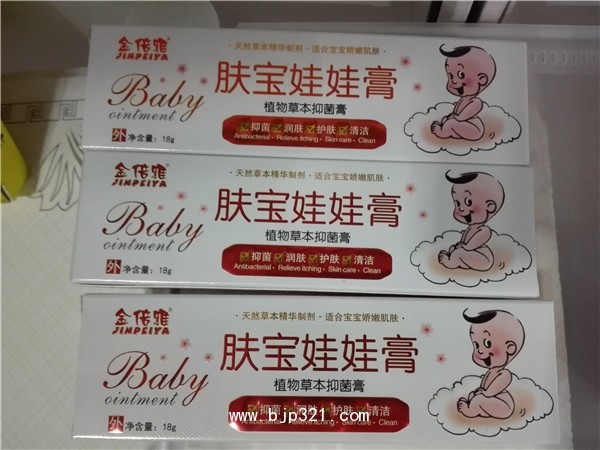 金倍雅
JINPEIYA
·天然草本精华制剂·适合宝宝娇嫩肌肤·
肤宝娃娃膏
Baby
ointment
植物草本抑菌膏
抑菌 润肤 护肤 清洁
Antibacterial · Relieve itching · Skin care · Clean
外 净含量：18g
金倍雅
JINPEIYA
·天然草本精华制剂·适合宝宝娇嫩肌肤·
肤宝娃娃膏
Baby
ointment
植物草本抑菌膏
抑菌 润肤 护肤 清洁
Antibacterial · Relieve itching · Skin care · Clean
外 净含量：18g
金倍雅
JINPEIYA
·天然草本精华制剂·适合宝宝娇嫩肌肤·
肤宝娃娃膏
Baby
ointment
植物草本抑菌膏
抑菌 润肤 护肤 清洁
www.bjp321.com
外 净含量：18g